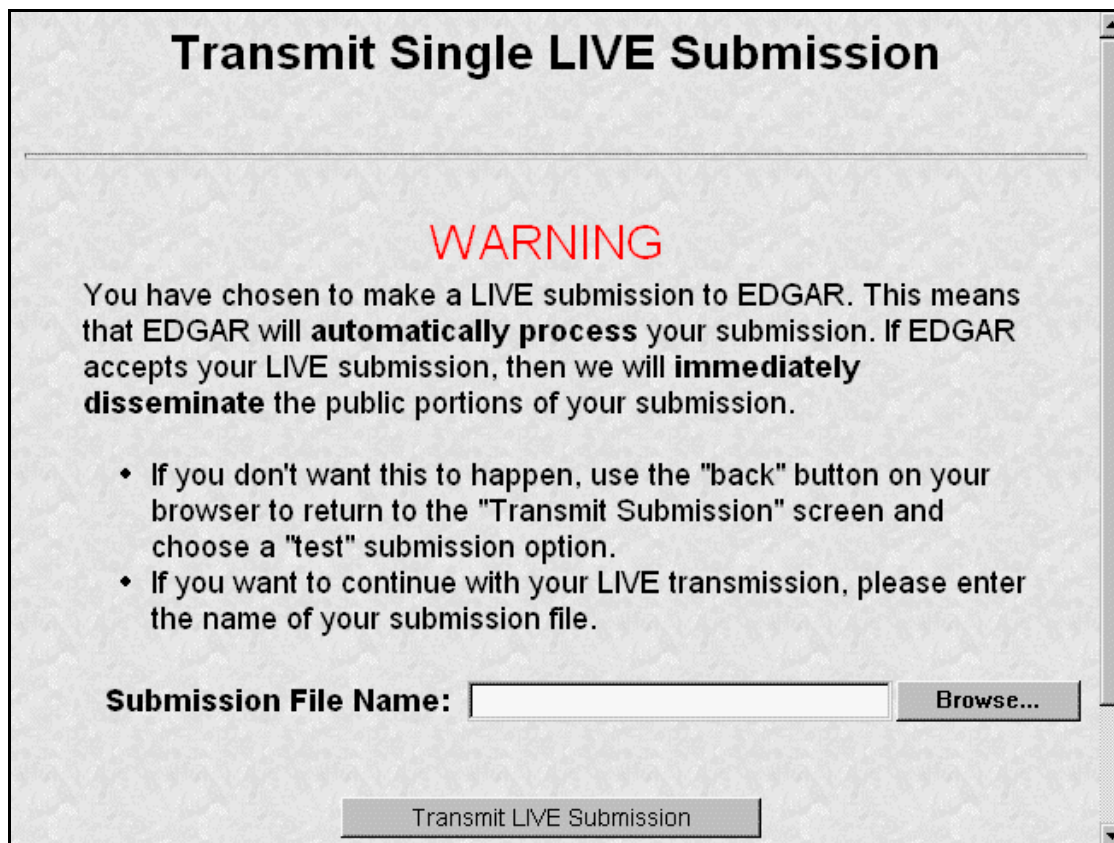 Transmit Single LIVE Submission
WARNING
You have chosen to make a LIVE submission to EDGAR. This means
that EDGAR will automatically process your submission. If EDGAR
accepts your LIVE submission, then we will immediately
disseminate the public portions of your submission.
• If you don't want this to happen, use the "back" button on your
browser to return to the "Transmit Submission" screen and
choose a "test" submission option.
• If you want to continue with your LIVE transmission, please enter
the name of your submission file.
Submission File Name: Browse...
Transmit LIVE Submission